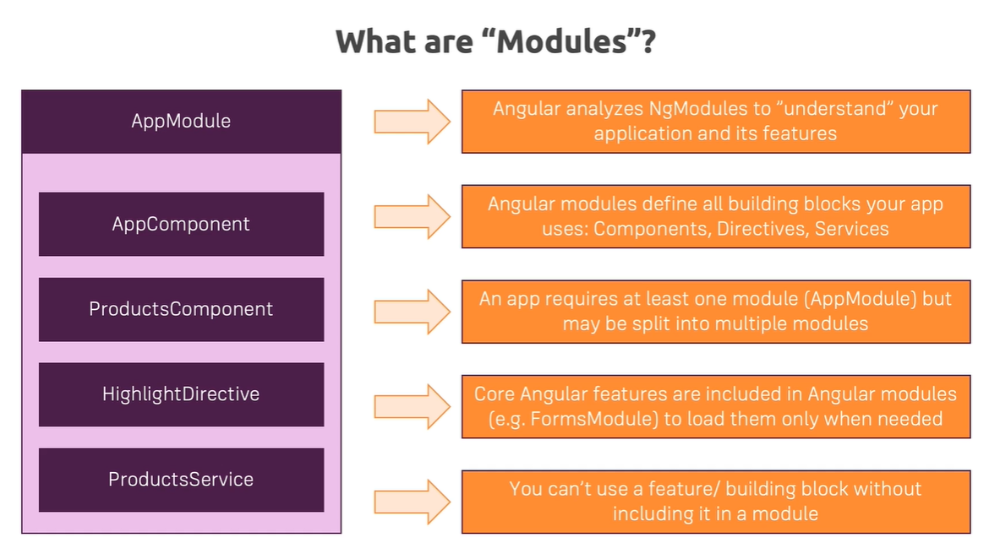 What are “Modules”?
AppModule
AppComponent
ProductsComponent
HighlightDirective
ProductsService
Angular analyzes NgModules to “understand“ your
application and its features
Angular modules define all building blocks your app
uses: Components, Directives, Services
An app requires at least one module (AppModule) but
may be split into multiple modules
Core Angular features are included in Angular modules
(e.g. FormsModule) to load them only when needed
You can’t use a feature/ building block without
including it in a module